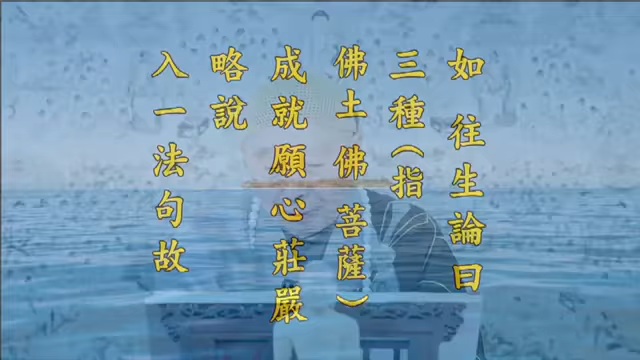 如 往生論曰
三種(指
佛土 佛 菩薩)
成就願心莊嚴
略說
入一法句故